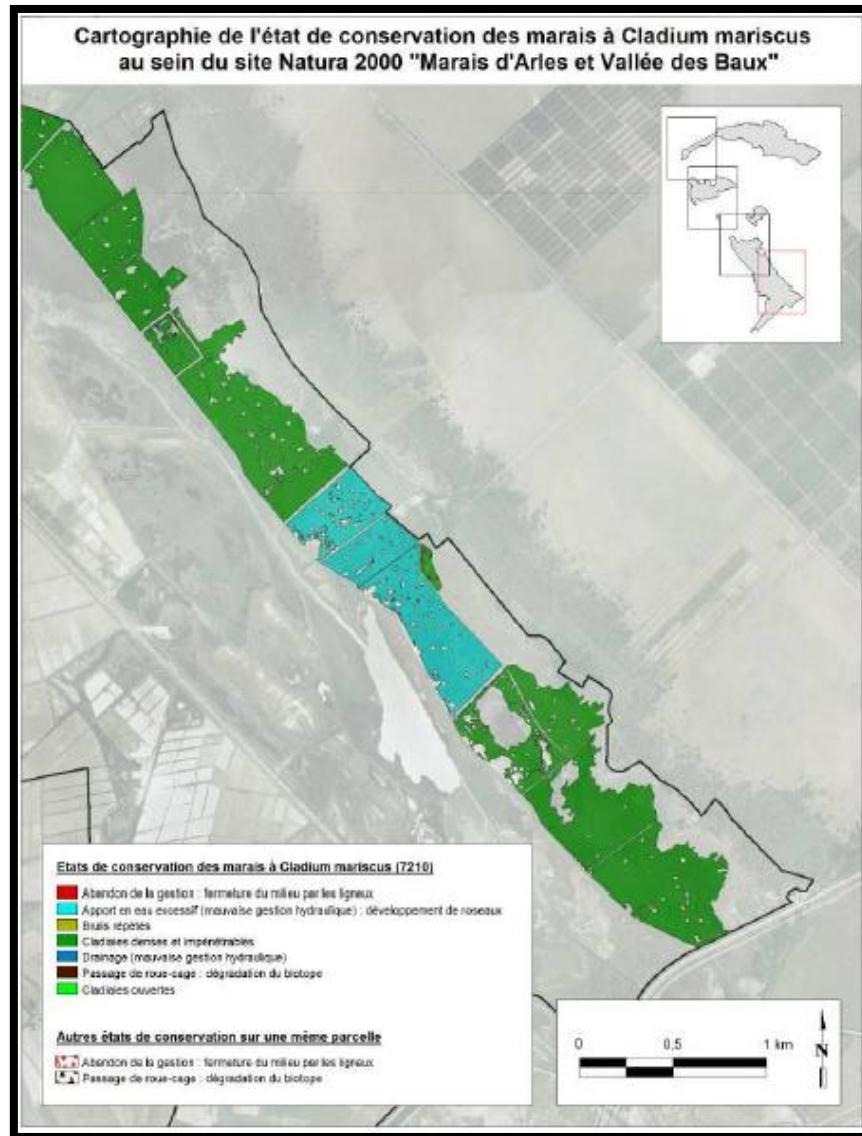 Cartographie de l'état de conservation des marais à Cladium mariscus
au sein du site Natura 2000 "Marais d'Arles et Vallée des Baux"
Etats de conservation des marais à Cladium mariscus (7210)
Abandon de la gestion : fermeture du milieu par les ligneux
Apport en eau excessif (mauvaise gestion hydraulique) : développement de roseaux
Brulis répétés
Cladiaies denses et impénétrables
Drainage (mauvaise gestion hydraulique)
Passage de roue-cage : dégradation du biotope
Cladiaies ouvertes
Autres états de conservation sur une même parcelle
Abandon de la gestion : fermeture du milieu par les ligneux
Passage de roue-cage : dégradation du biotope
0 0,5 1 km
N